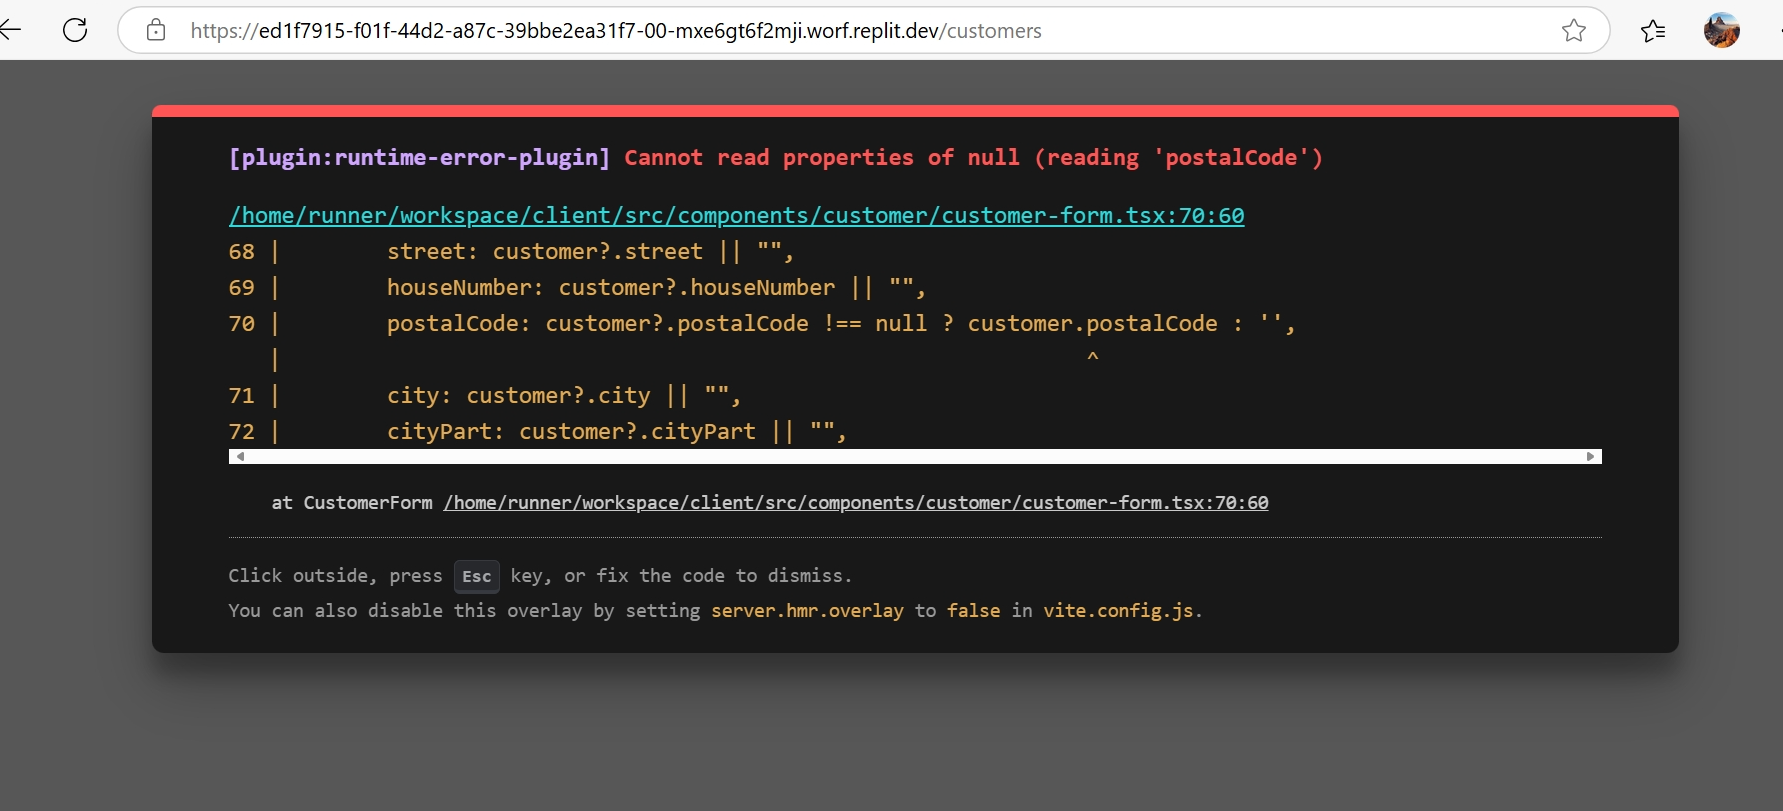 https://ed1f7915-f01f-44d2-a87c-39bbe2ea31f7-00-mxe6gt6f2mji.worf.replit.dev/customers
[plugin:runtime-error-plugin] Cannot read properties of null (reading 'postalCode')
/home/runner/workspace/client/src/components/customer/customer-form.tsx:70:60
68 |        street: customer?.street || "",
69 |        houseNumber: customer?.houseNumber || "",
70 |        postalCode: customer?.postalCode !== null ? customer.postalCode : '',
   |                                                             ^
71 |        city: customer?.city || "",
72 |        cityPart: customer?.cityPart || "",
at CustomerForm /home/runner/workspace/client/src/components/customer/customer-form.tsx:70:60
Click outside, press Esc key, or fix the code to dismiss.
You can also disable this overlay by setting server.hmr.overlay to false in vite.config.js.